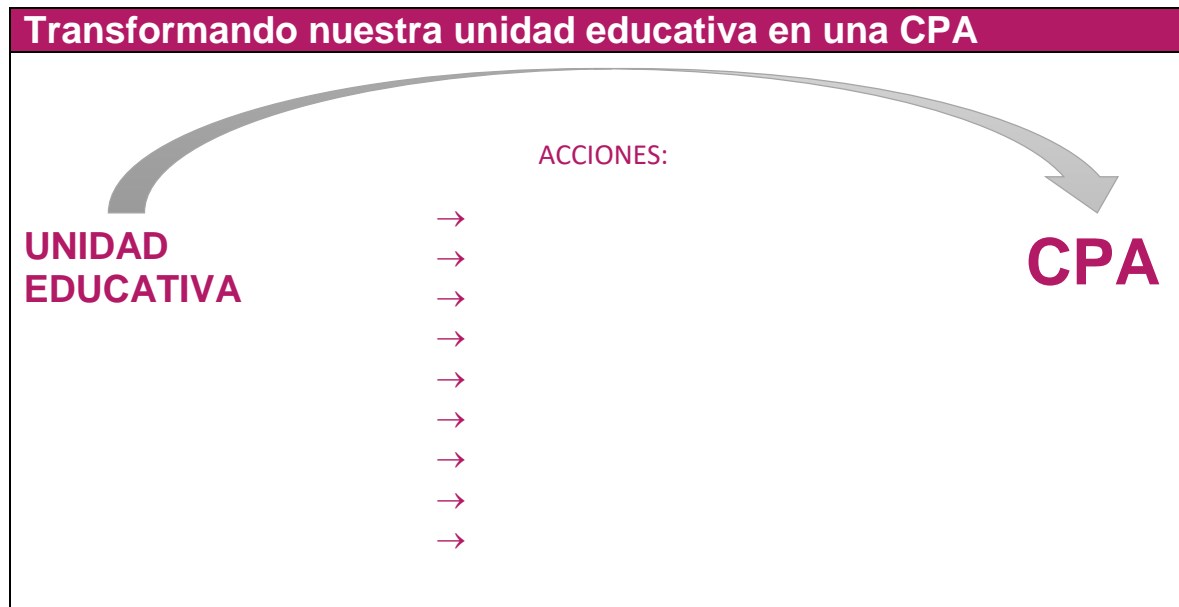 Transformando nuestra unidad educativa en una CPA
ACCIONES:
UNIDAD
EDUCATIVA
→
→
→
→
→
→
→
→
→
CPA